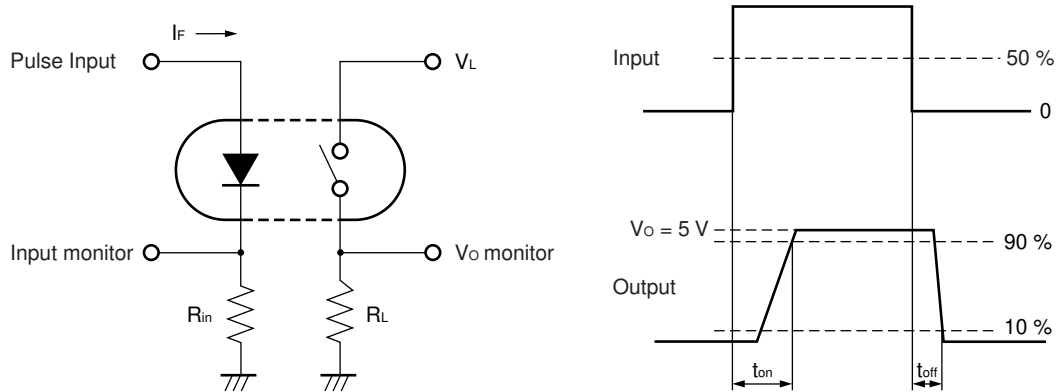 IF
Pulse Input
VL
Input monitor
VO monitor
Rin
RL
Input
50 %
0
VO = 5 V
90 %
Output
10 %
ton
toff